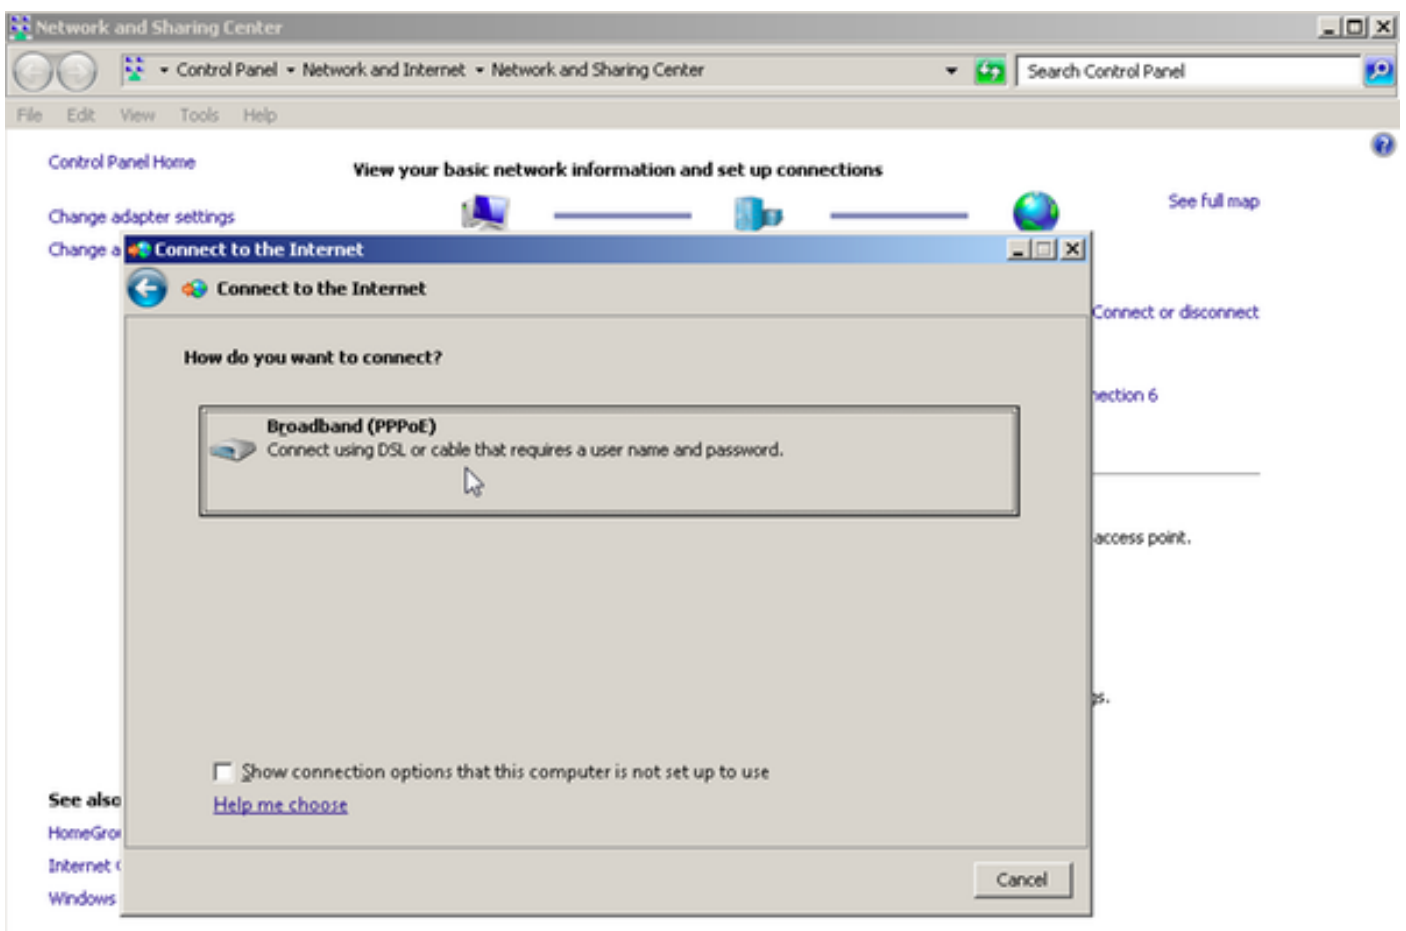 Network and Sharing Center
Control Panel Network and Internet Network and Sharing Center
Search Control Panel
File Edit View Tools Help
Control Panel Home
View your basic network information and set up connections
See full map
Change adapter settings
Change a
Connect to the Internet
Connect to the Internet
Connect or disconnect
How do you want to connect?
nection 6
Broadband (PPPoE)
Connect using DSL or cable that requires a user name and password.
access point.
gs.
Show connection options that this computer is not set up to use
Help me choose
See also
HomeGrou
Internet
Windows
Cancel